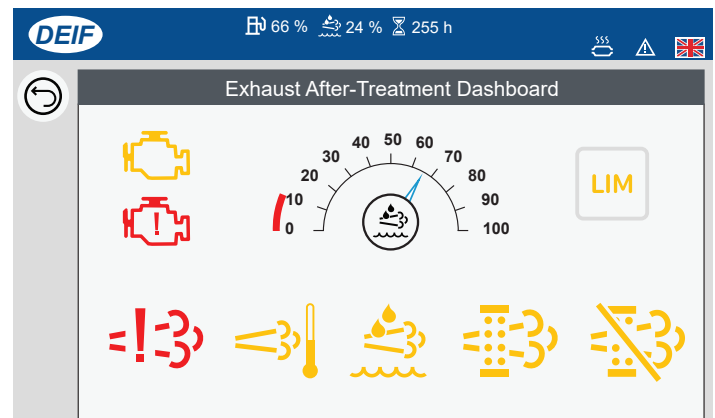 DEIF
66 % 24 % 255 h
Exhaust After-Treatment Dashboard
0 10 20 30 40 50 60 70 80 90 100
LIM